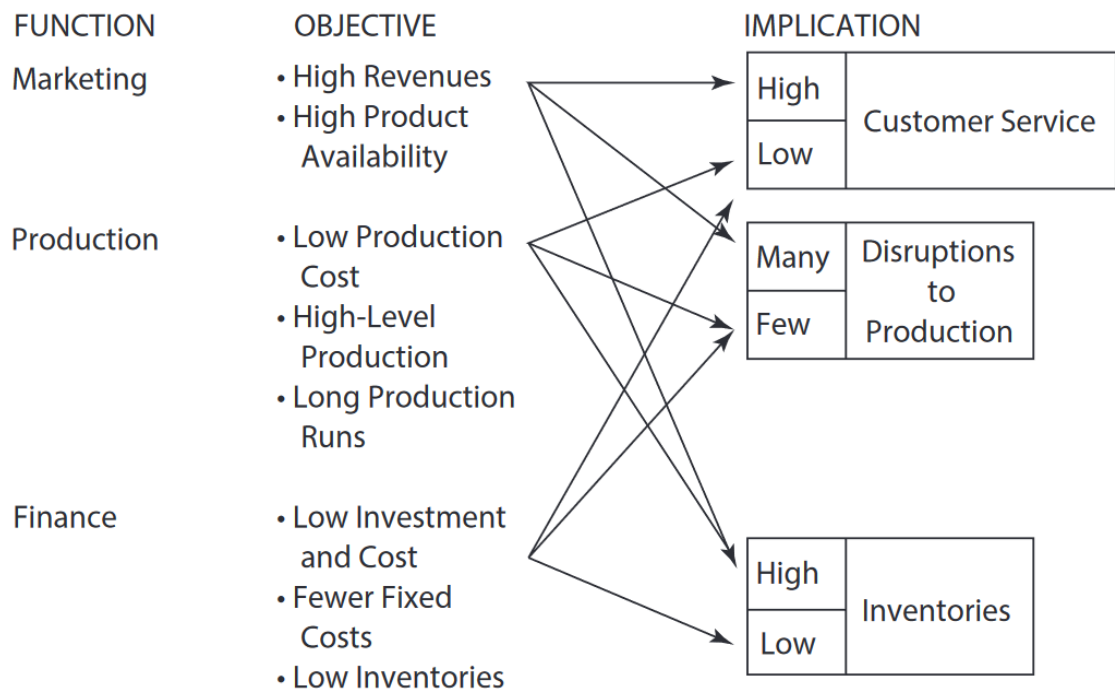 FUNCTION OBJECTIVE IMPLICATION
Marketing
• High Revenues
• High Product
Availability
High
Low
Customer Service
Production
• Low Production
Cost
• High-Level
Production
• Long Production
Runs
Many
Few
Disruptions
to
Production
Finance
• Low Investment
and Cost
• Fewer Fixed
Costs
• Low Inventories
High
Low
Inventories